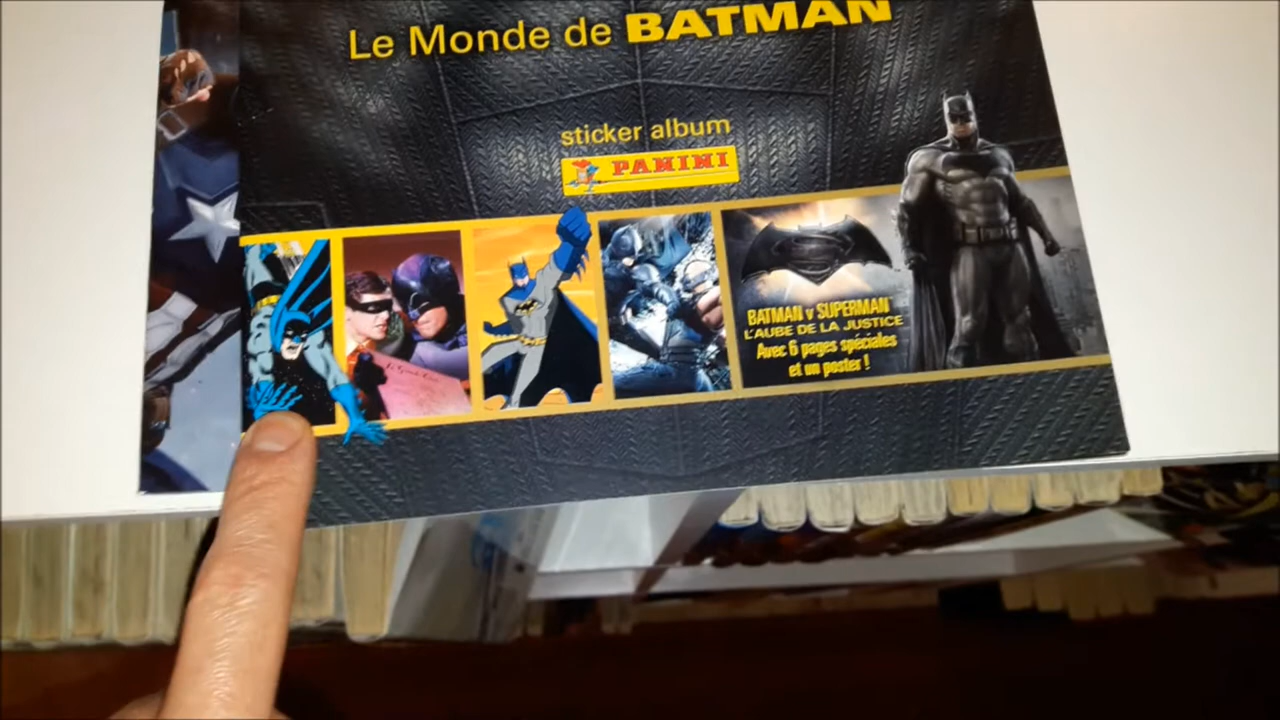 Le Monde de BATMAN
sticker album
PANINI
BATMAN v SUPERMAN
L'AUBE DE LA JUSTICE
Avec 6 pages spéciales
et un poster !